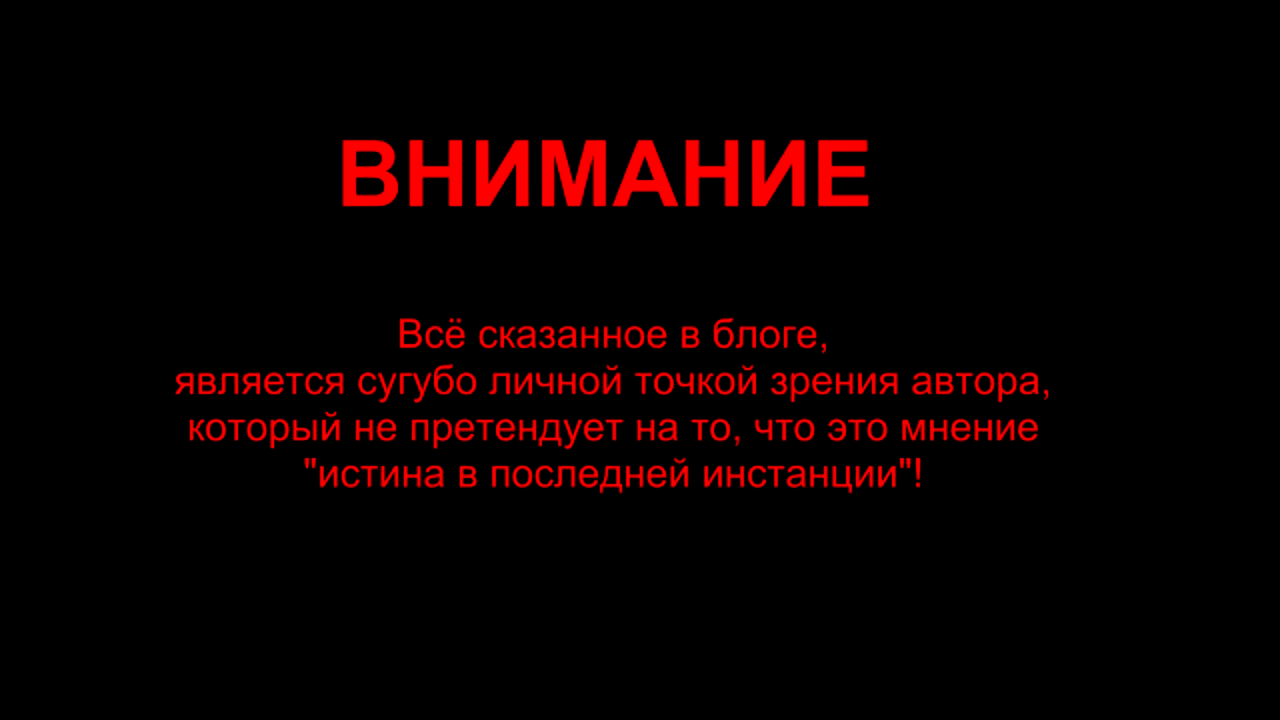 ВНИМАНИЕ
Всё сказанное в блоге,
является сугубо личной точкой зрения автора,
который не претендует на то, что это мнение
"истина в последней инстанции"!